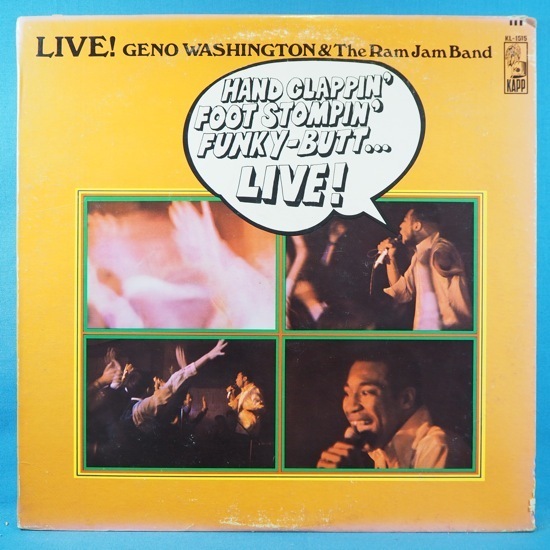 LIVE! GENO WASHINGTON & The Ram Jam Band
KL-1515
KAPP
HAND CLAPPIN'
FOOT STOMPIN'
FUNKY-BUTT...
LIVE!